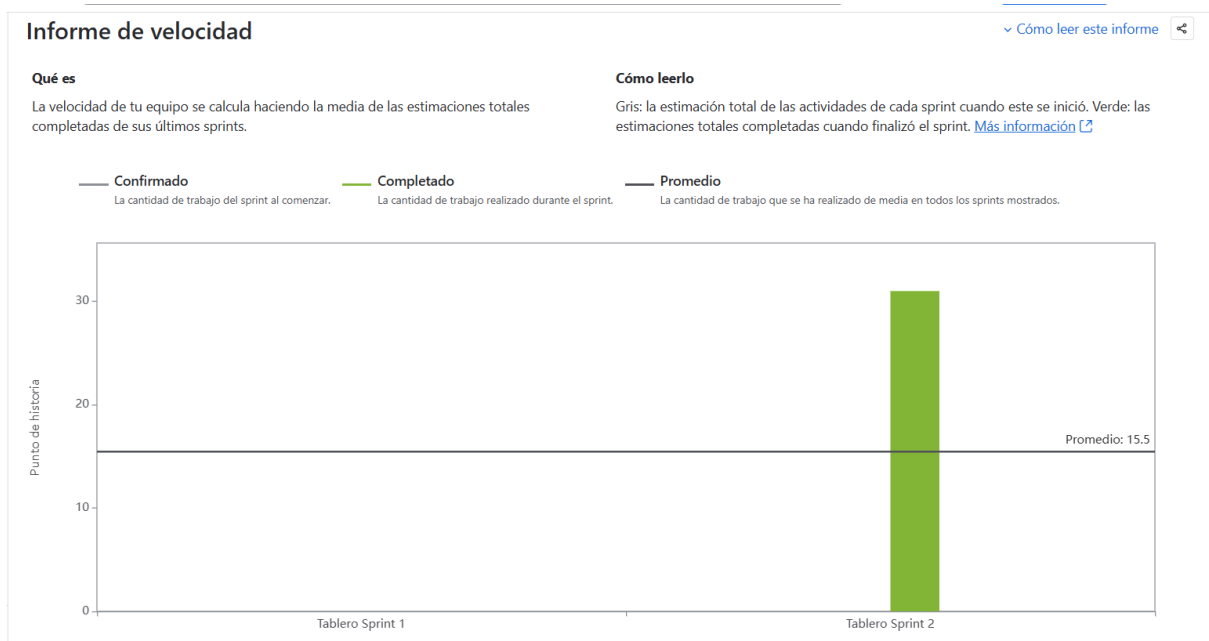 Informe de velocidad
Cómo leer este informe
Qué es
La velocidad de tu equipo se calcula haciendo la media de las estimaciones totales
completadas de sus últimos sprints.
Cómo leerlo
Gris: la estimación total de las actividades de cada sprint cuando este se inició. Verde: las
estimaciones totales completadas cuando finalizó el sprint. Más información
Confirmado
La cantidad de trabajo del sprint al comenzar.
Completado
La cantidad de trabajo realizado durante el sprint.
Promedio
La cantidad de trabajo que se ha realizado de media en todos los sprints mostrados.
Punto de historia
30
20
10
0
Promedio: 15.5
Tablero Sprint 1
Tablero Sprint 2